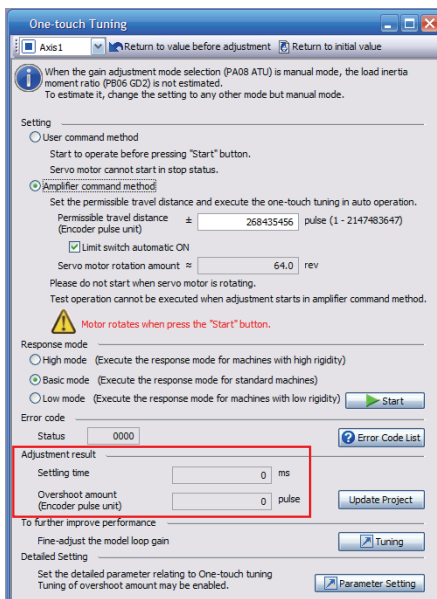 One-touch Tuning
Axis1 Return to value before adjustment Return to initial value
When the gain adjustment mode selection (PA08 ATU) is manual mode, the load inertia
moment ratio (PB06 GD2) is not estimated.
To estimate it, change the setting to any other mode but manual mode.
Setting
User command method
Start to operate before pressing "Start" button.
Servo motor cannot start in stop status.
Amplifier command method
Set the permissible travel distance and execute the one-touch tuning in auto operation.
Permissible travel distance
(Encoder pulse unit) ± 268435456 pulse (1 - 2147483647)
Limit switch automatic ON
Servo motor rotation amount ≈ 64.0 rev
Please do not start when servo motor is rotating.
Test operation cannot be executed when adjustment starts in amplifier command method.
Motor rotates when press the "Start" button.
Response mode
High mode (Execute the response mode for machines with high rigidity)
Basic mode (Execute the response mode for standard machines)
Low mode (Execute the response mode for machines with low rigidity) Start
Error code
Status 0000 Error Code List
Adjustment result
Settling time 0 ms
Overshoot amount
(Encoder pulse unit) 0 pulse Update Project
To further improve performance
Fine-adjust the model loop gain Tuning
Detailed Setting
Set the detailed parameter relating to One-touch tuning
Tuning of overshoot amount may be enabled. Parameter Setting